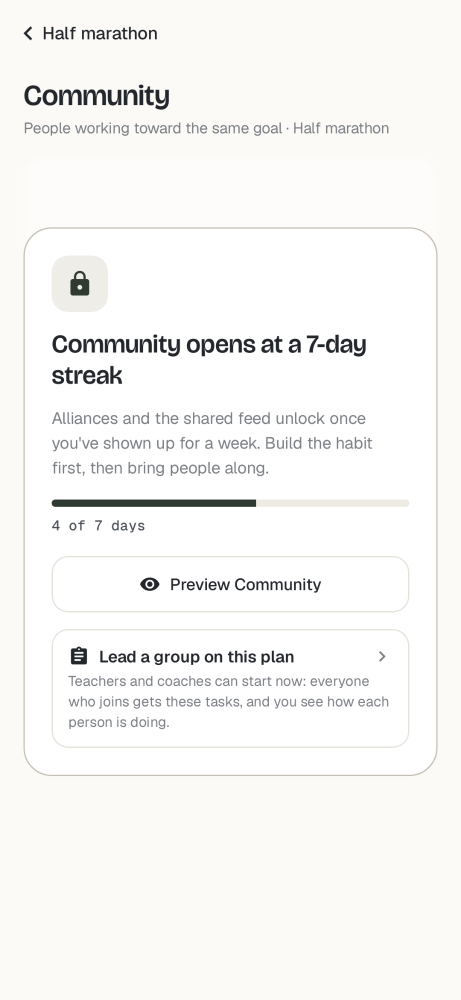 Half marathon
Community
People working toward the same goal · Half marathon
Community opens at a 7-day
streak
Alliances and the shared feed unlock once
you've shown up for a week. Build the habit
first, then bring people along.
4 of 7 days
Preview Community
Lead a group on this plan
Teachers and coaches can start now: everyone
who joins gets these tasks, and you see how each
person is doing.